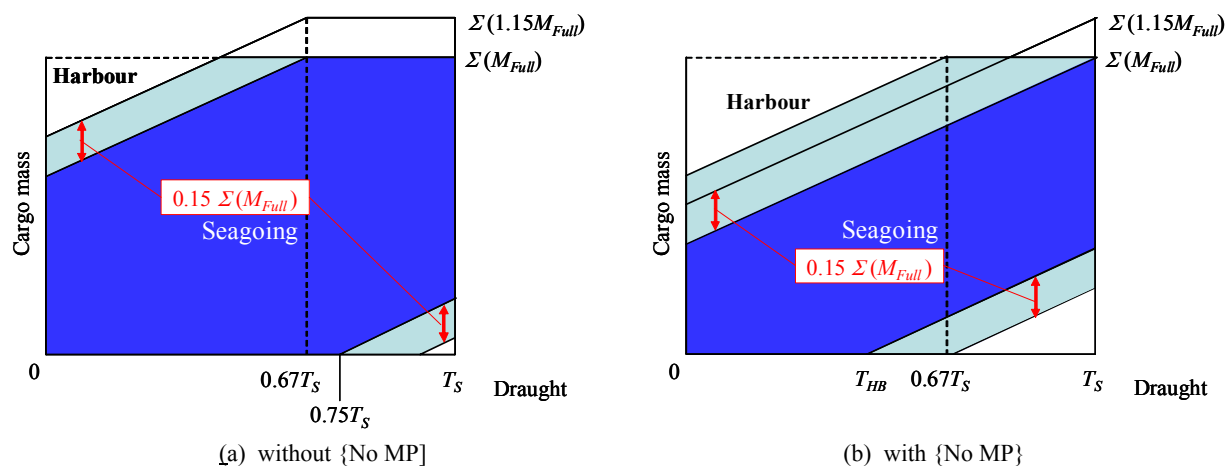 Σ(1.15M_Full)
Σ(M_Full)
Harbour
Cargo mass
0.15 Σ(M_Full)
Seagoing
0
0.67T_S
T_S
Draught
0.75T_S
(a) without {No MP]
Σ(1.15M_Full)
Σ(M_Full)
Harbour
Cargo mass
Seagoing
0.15 Σ(M_Full)
0
T_HB
0.67T_S
T_S
Draught
(b) with {No MP}